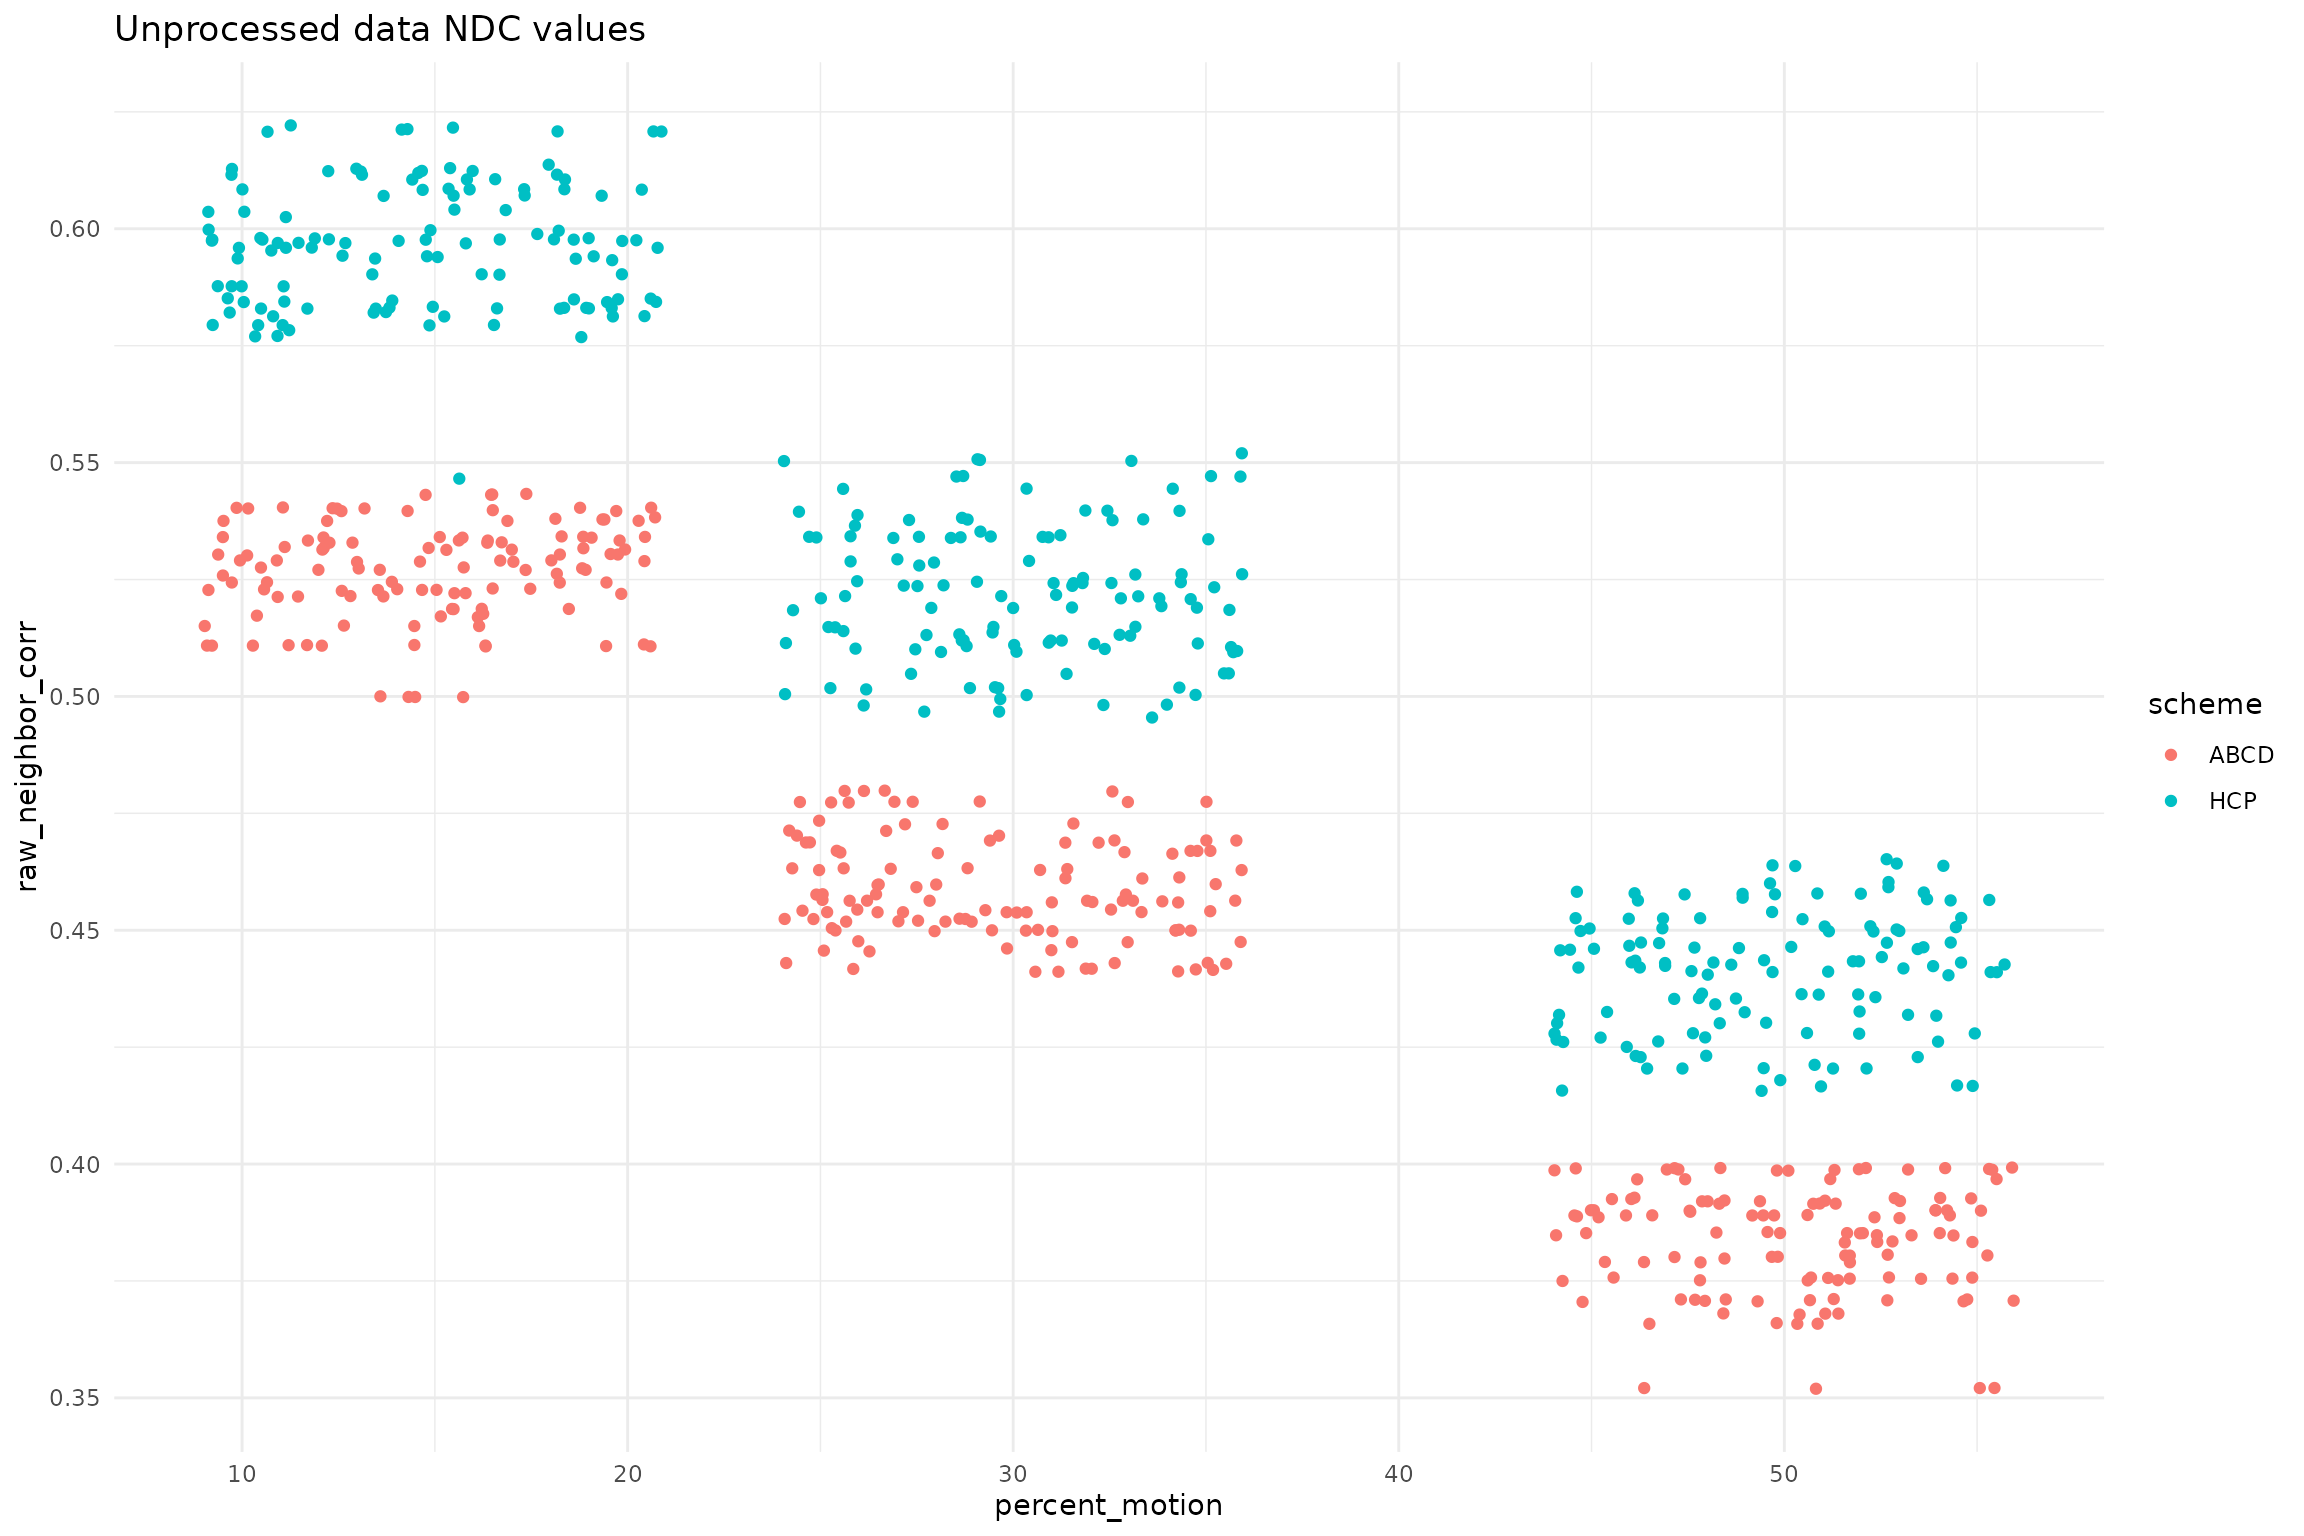 Unprocessed data NDC values
raw_neighbor_corr
0.60
0.55
0.50
0.45
0.40
0.35
10
20
30
40
50
percent_motion
scheme
ABCD
HCP